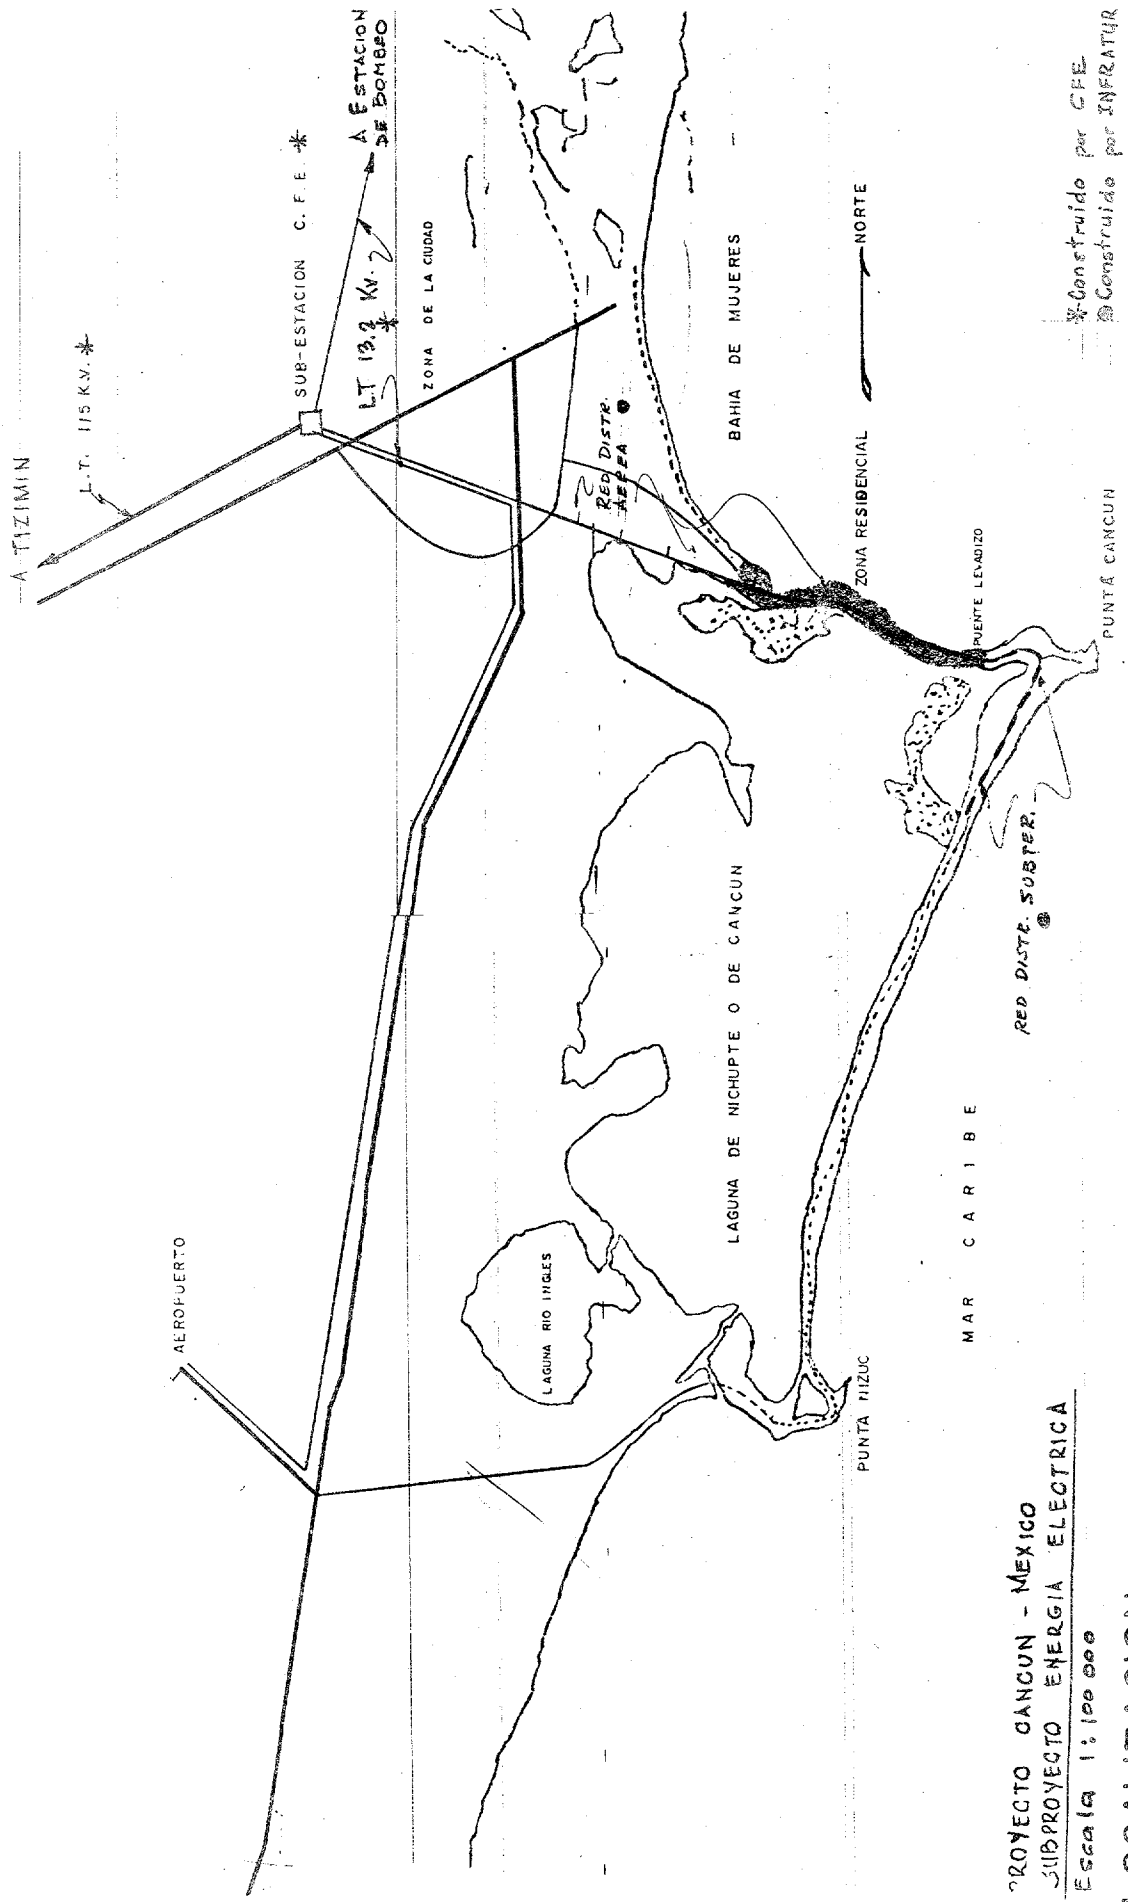 A TIZIMIN
L.T. 115 K.V. *
SUB-ESTACION C.F.E. *
A ESTACION
DE BOMBEO
LT 13.2 KV.
*
ZONA DE LA CIUDAD
RED DISTR.
AEREA
BAHIA DE MUJERES
NORTE
ZONA RESIDENCIAL
PUENTE LEVADIZO
PUNTA CANCUN
AEROPUERTO
LAGUNA RIO INGLES
LAGUNA DE NICHUPTE O DE CANCUN
RED DISTR. SUBTER.
MAR CARIBE
PUNTA NIZUC
*Construido por CFE
Construido por INFRATUR
PROYECTO CANCUN - MEXICO
SUBPROYECTO ENERGIA ELECTRICA
Escala 1:100 000